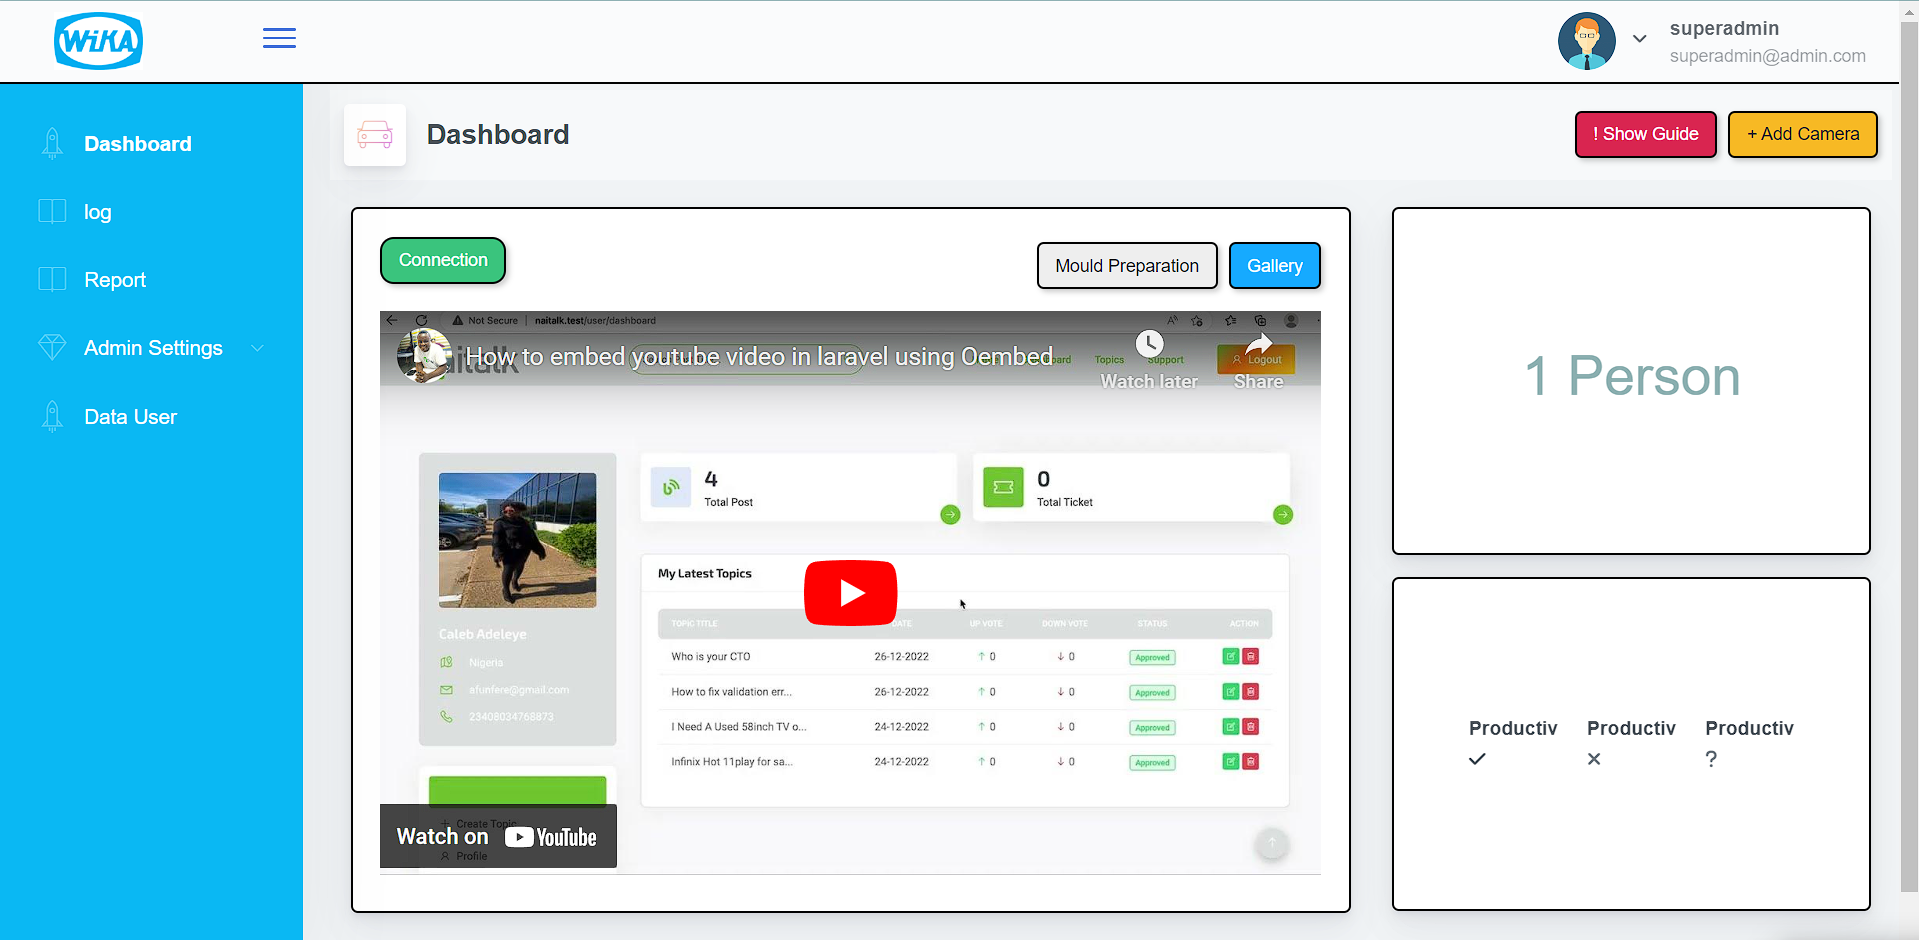 WiKA
superadmin
superadmin@admin.com
Dashboard
log
Report
Admin Settings
Data User
Dashboard
! Show Guide
+ Add Camera
Connection
Mould Preparation
Gallery
Not Secure | naitalk.test/user/dashboard
How to embed youtube video in laravel using Oembed
Topics
Support
Logout
Watch later
Share
4
Total Post
0
Total Ticket
Caleb Adeleye
Nigeria
afunfere@gmail.com
23408034768873
My Latest Topics
TOPIC TITLE DATE UP VOTE DOWN VOTE STATUS ACTION
Who is your CTO 26-12-2022 ↑ 0 ↓ 0 Approved
How to fix validation err... 26-12-2022 ↑ 0 ↓ 0 Approved
I Need A Used 58inch TV o... 24-12-2022 ↑ 0 ↓ 0 Approved
Infinix Hot 11play for sa... 24-12-2022 ↑ 0 ↓ 0 Approved
+ Create Topic
Watch on YouTube
Profile
1 Person
Productiv Productiv Productiv
✓ × ?